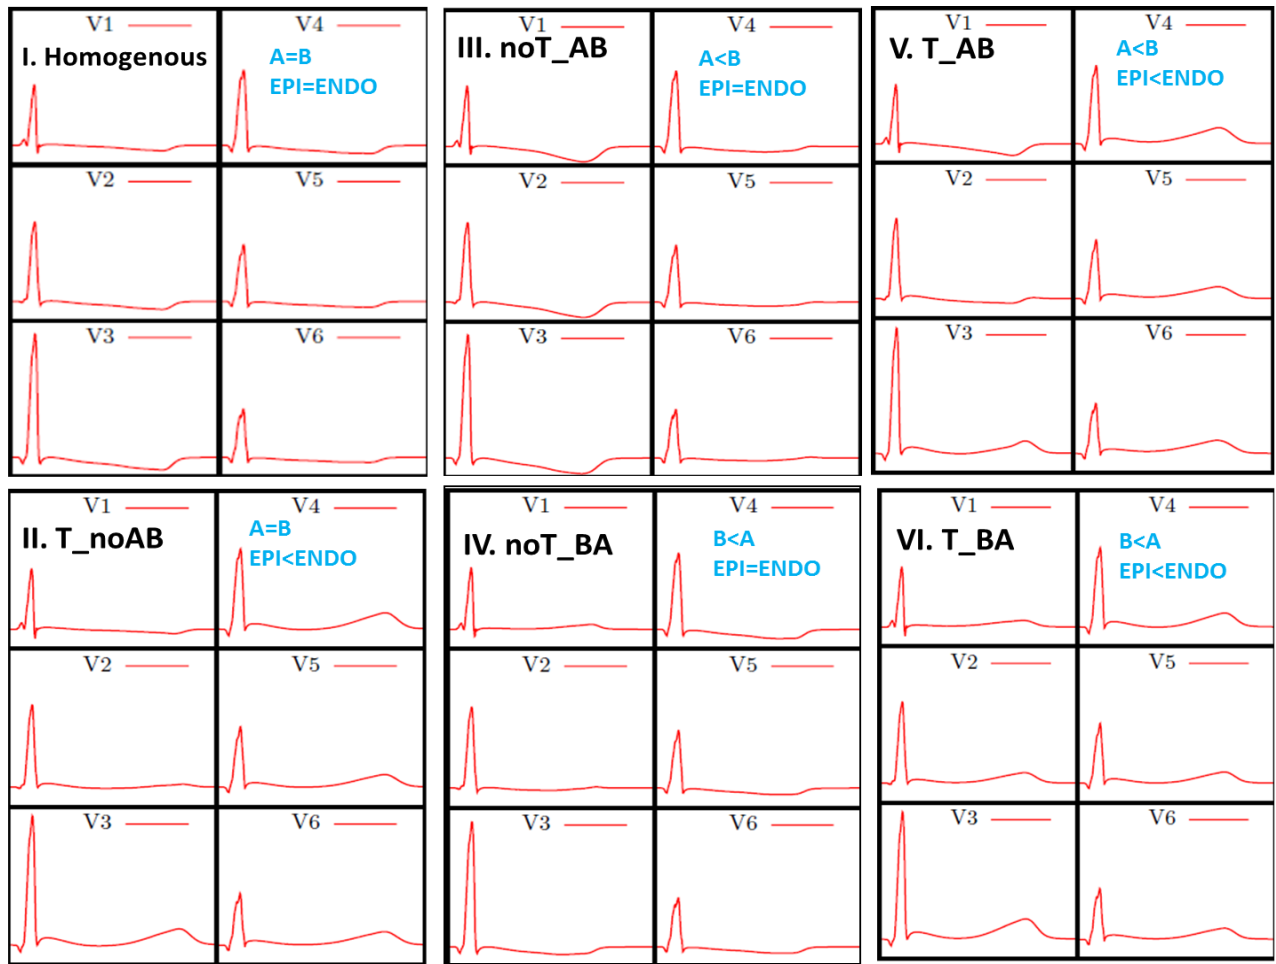 V1
V4
I. Homogenous
A=B
EPI=ENDO
V2
V5
V3
V6
V1
V4
III. noT_AB
A<B
EPI=ENDO
V2
V5
V3
V6
V1
V4
V. T_AB
A<B
EPI<ENDO
V2
V5
V3
V6
V1
V4
II. T_noAB
A=B
EPI<ENDO
V2
V5
V3
V6
V1
V4
IV. noT_BA
B<A
EPI=ENDO
V2
V5
V3
V6
V1
V4
VI. T_BA
B<A
EPI<ENDO
V2
V5
V3
V6